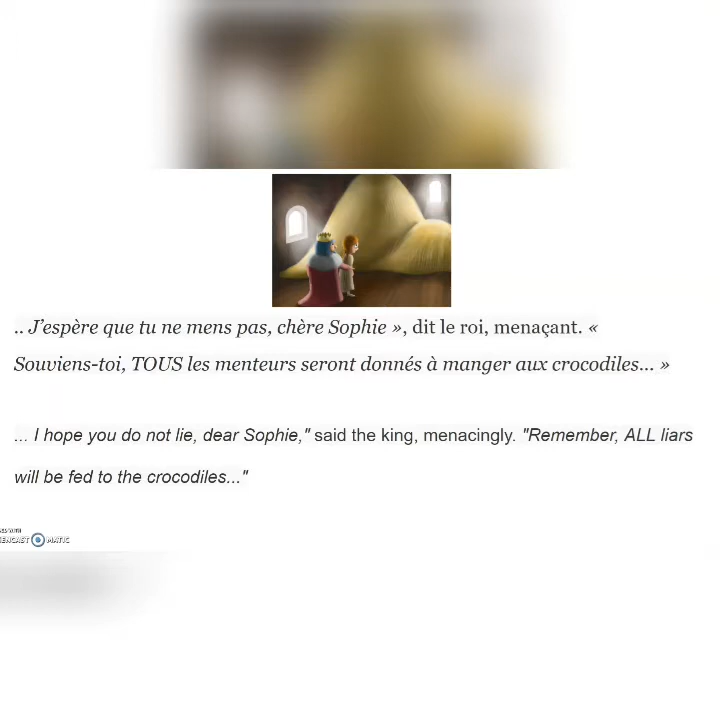 .. J’espère que tu ne mens pas, chère Sophie », dit le roi, menaçant. «
Souviens-toi, TOUS les menteurs seront donnés à manger aux crocodiles... »
... I hope you do not lie, dear Sophie," said the king, menacingly. "Remember, ALL liars
will be fed to the crocodiles..."
MATIC